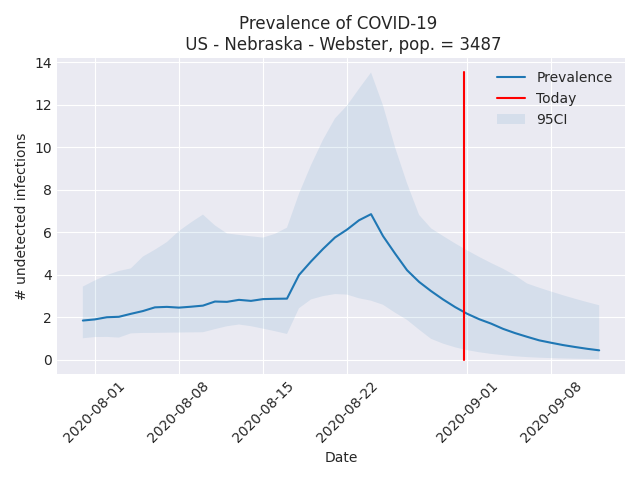 Prevalence of COVID-19
US - Nebraska - Webster, pop. = 3487
Prevalence
Today
95CI
# undetected infections
14
12
10
8
6
4
2
0
2020-08-01
2020-08-08
2020-08-15
2020-08-22
2020-09-01
2020-09-08
Date